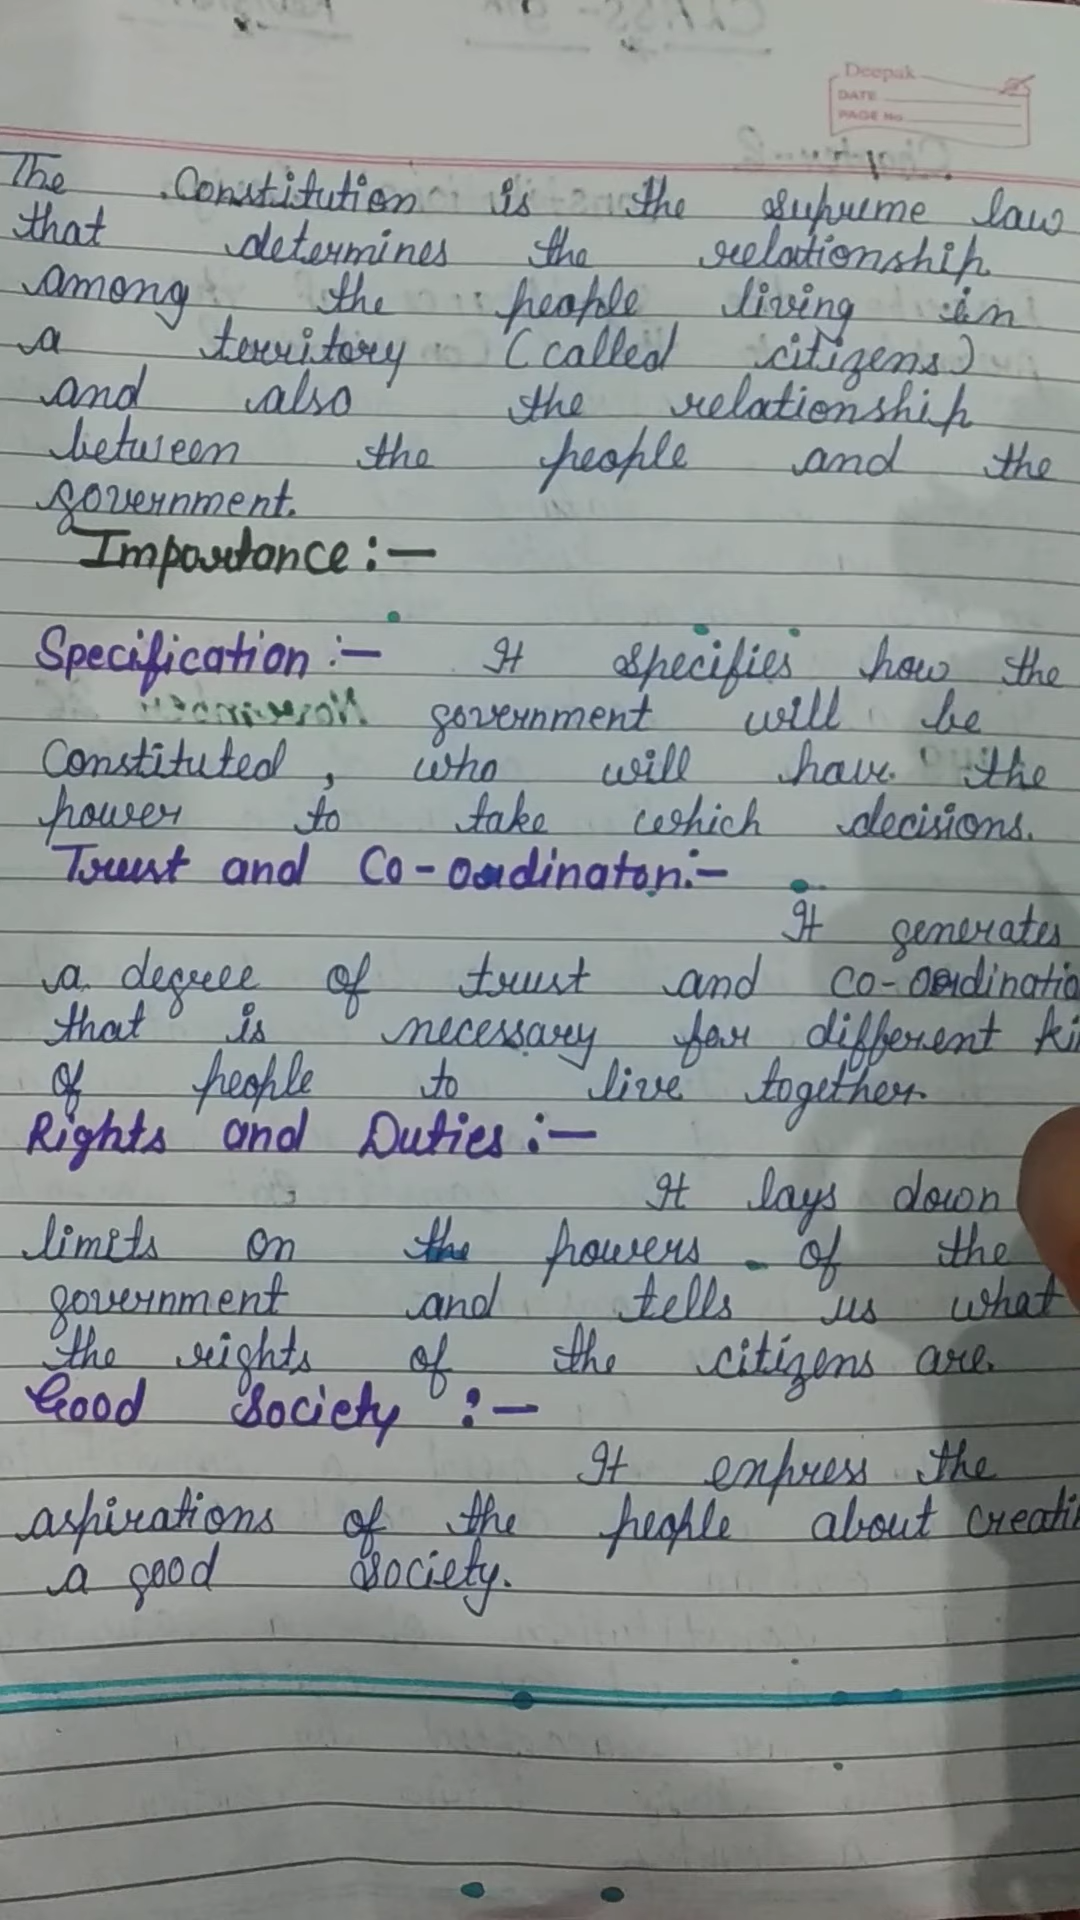 Deepak
DATE
PAGE No.
The Constitution is the supreme law
that determines the relationship
among the people living in
a territory (called citizens)
and also the relationship
between the people and the
government.
Importance :-
Specification :- It specifies how the
government will be
Constituted, who will have the
power to take which decisions.
Trust and Co-ordinaton :-
It generates
a degree of trust and co-ordinatio
that is necessary for different ki
of people to live together.
Rights and Duties :-
It lays down
limits on the powers of the
government and tells us what
the rights of the citizens are.
Good Society :-
It express the
aspirations of the people about creati
a good society.